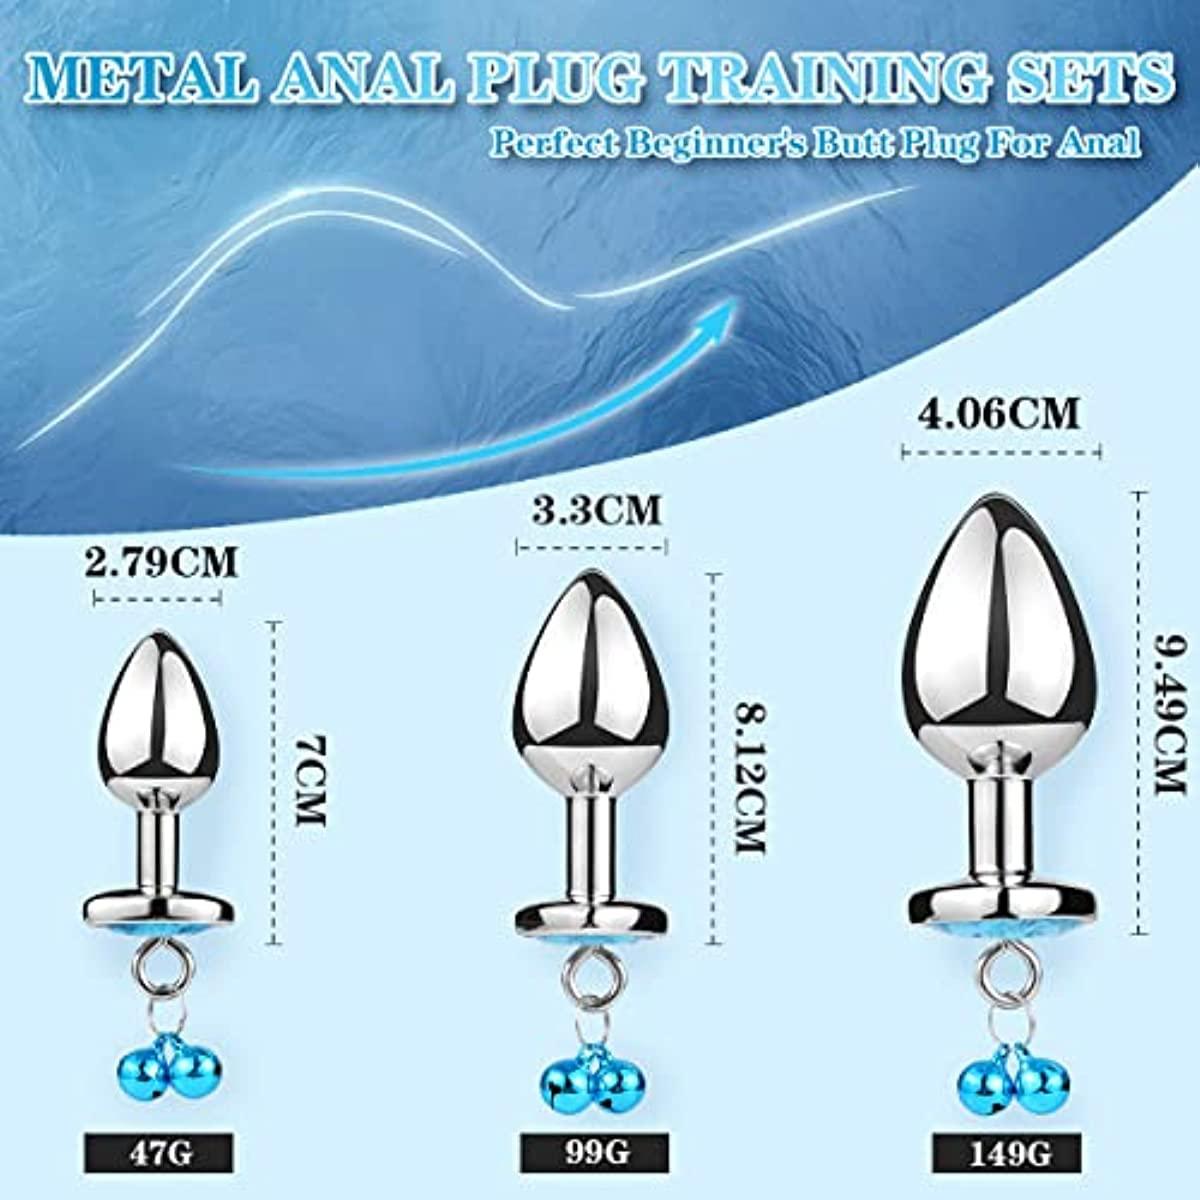 METAL ANAL PLUG TRAINING SETS
Perfect Beginner's Butt Plug For Anal
4.06CM
3.3CM
2.79CM
9.49CM
8.12CM
7CM
47G
99G
149G